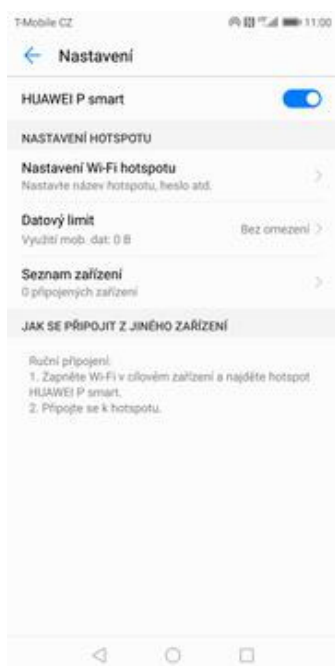 T-Mobile CZ
11:00
Nastavení
HUAWEI P smart
NASTAVENÍ HOTSPOTU
Nastavení Wi-Fi hotspotu
Nastavte název hotspotu, heslo atd.
Datový limit
Využití mob. dat: 0 B
Bez omezení
Seznam zařízení
0 připojených zařízení
JAK SE PŘIPOJIT Z JINÉHO ZAŘÍZENÍ
Ruční připojení:
1. Zapněte Wi-Fi v cílovém zařízení a najděte hotspot
HUAWEI P smart.
2. Připojte se k hotspotu.